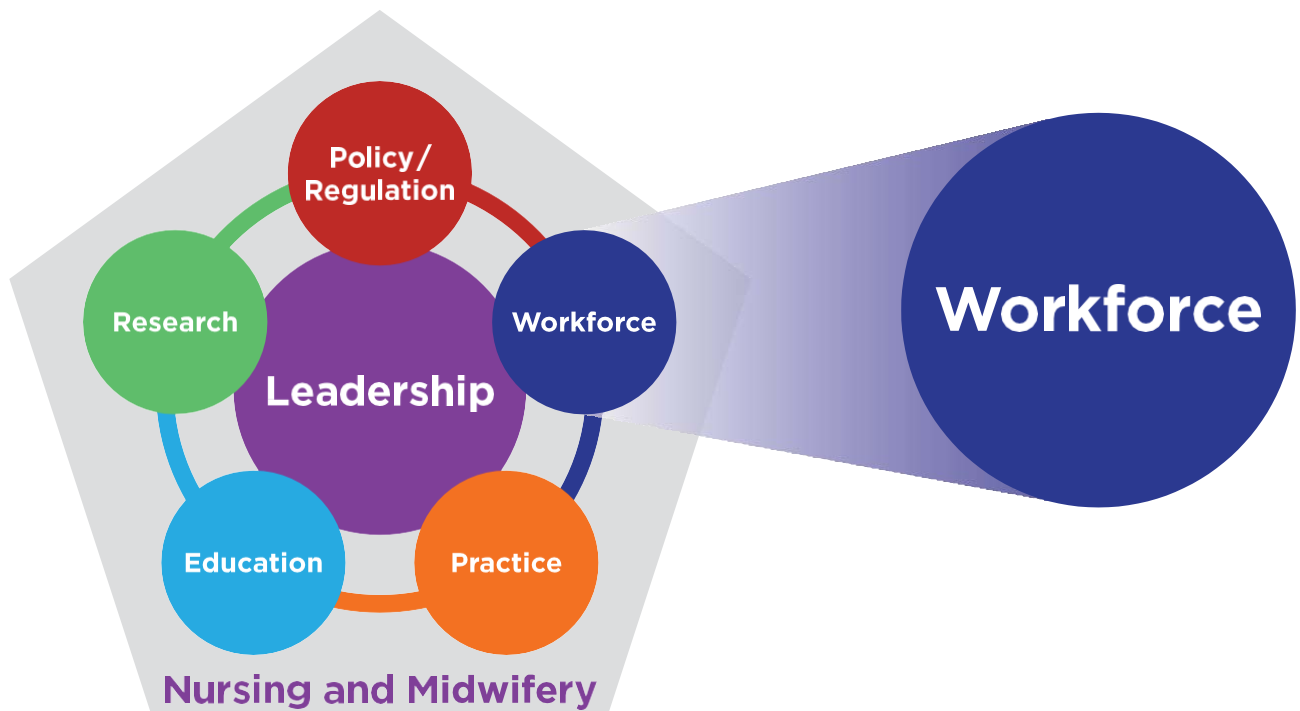 Policy/
Regulation
Research
Workforce
Leadership
Education
Practice
Nursing and Midwifery
Workforce